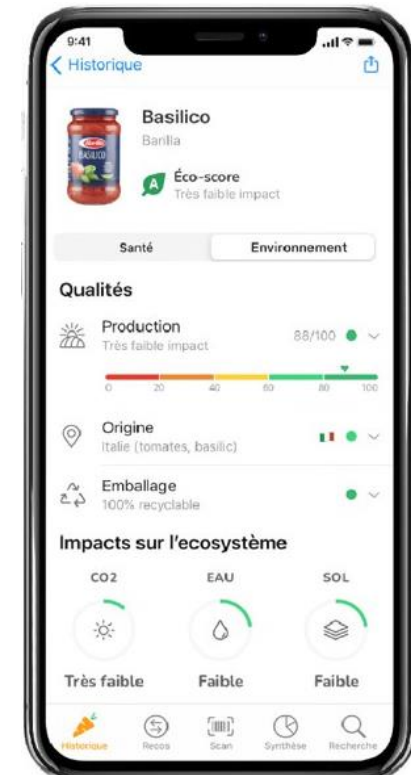 9:41
Historique
Basilico
Barilla
Barilla
BASILICO
A
Éco-score
Très faible impact
Santé
Environnement
Qualités
Production
88/100
Très faible impact
0 20 40 60 80 100
Origine
Italie (tomates, basilic)
Emballage
100% recyclable
Impacts sur l'ecosystème
CO2 EAU SOL
Très faible Faible Faible
Historique Recos Scan Synthèse Recherche